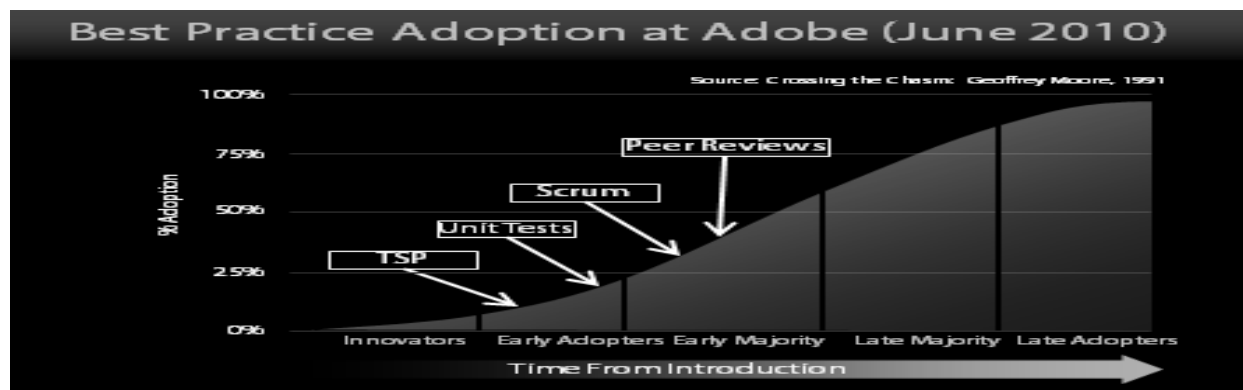 Best Practice Adoption at Adobe (June 2010)
Source: Crossing the Chasm: Geoffrey Moore, 1991
100%
75%
50%
25%
0%
% Adoption
Peer Reviews
Scrum
Unit Tests
TSP
Innovators
Early Adopters
Early Majority
Late Majority
Late Adopters
Time From Introduction